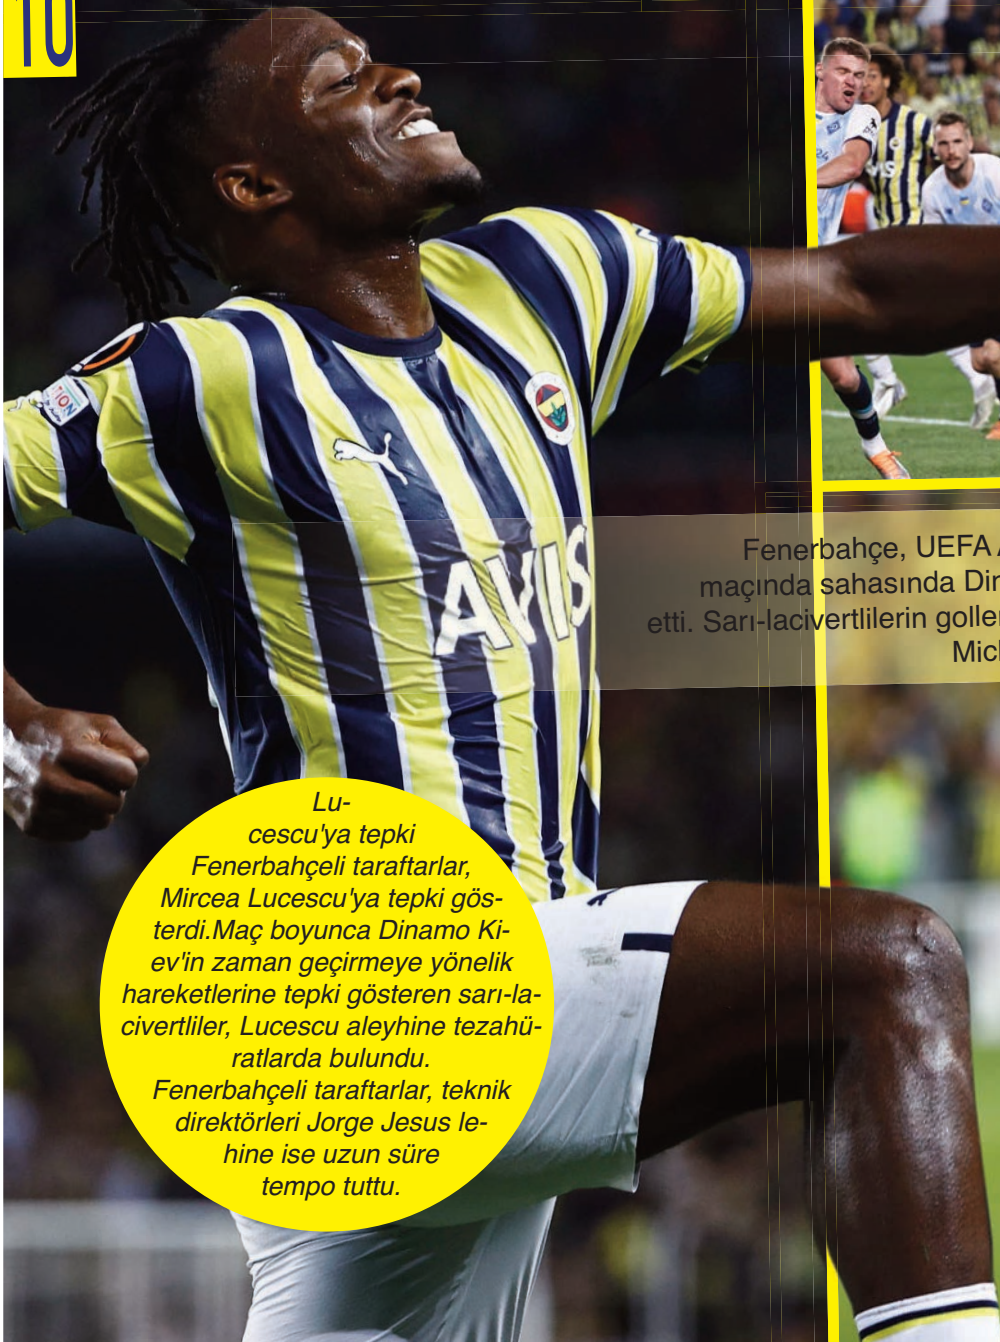 10
AVIS
Fenerbahçe, UEFA
maçında sahasında
etti. Sarı-lacivertlilerin
Lu-
cescu'ya tepki
Fenerbahçeli taraftarlar,
Mircea Lucescu'ya tepki gös-
terdi.Maç boyunca Dinamo Ki-
ev'in zaman geçirmeye yönelik
hareketlerine tepki gösteren sarı-la-
civertliler, Lucescu aleyhine tezahü-
ratlarda bulundu.
Fenerbahçeli taraftarlar, teknik
direktörleri Jorge Jesus le-
hine ise uzun süre
tempo tuttu.